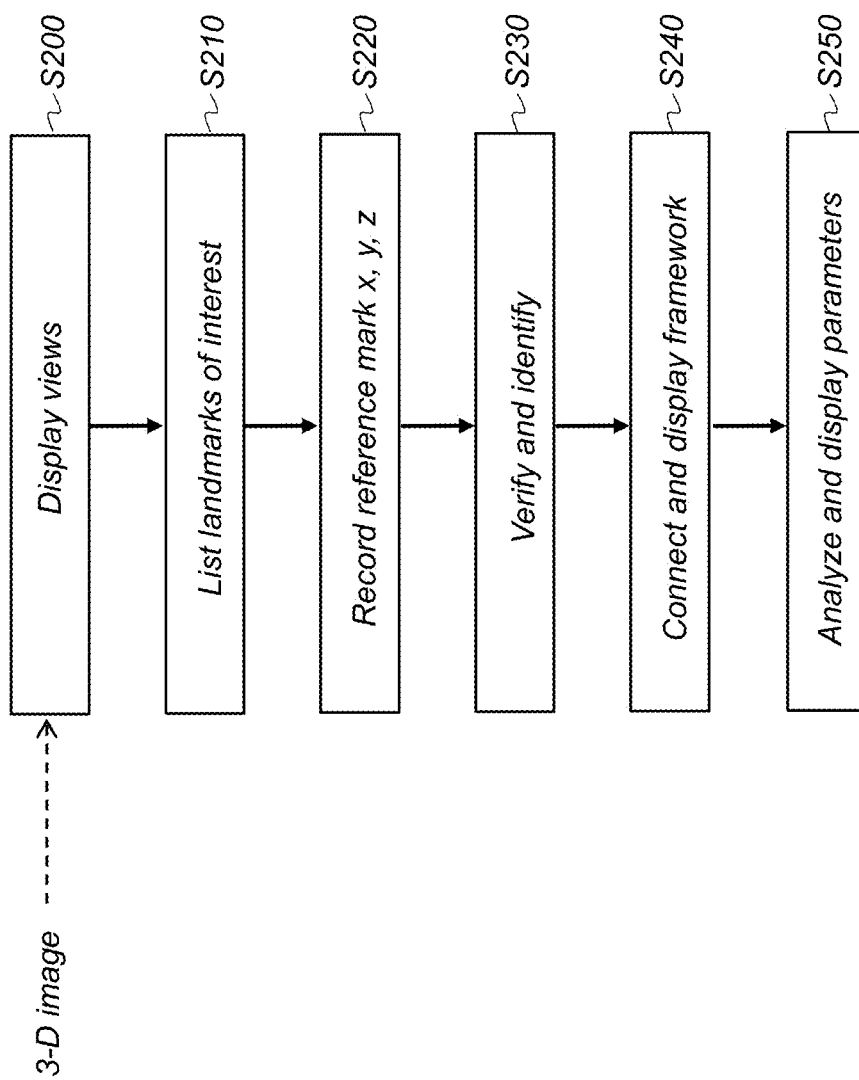 3-D image
Display views
S200
List landmarks of interest
S210
Record reference mark x, y, z
S220
Verify and identify
S230
Connect and display framework
S240
Analyze and display parameters
S250